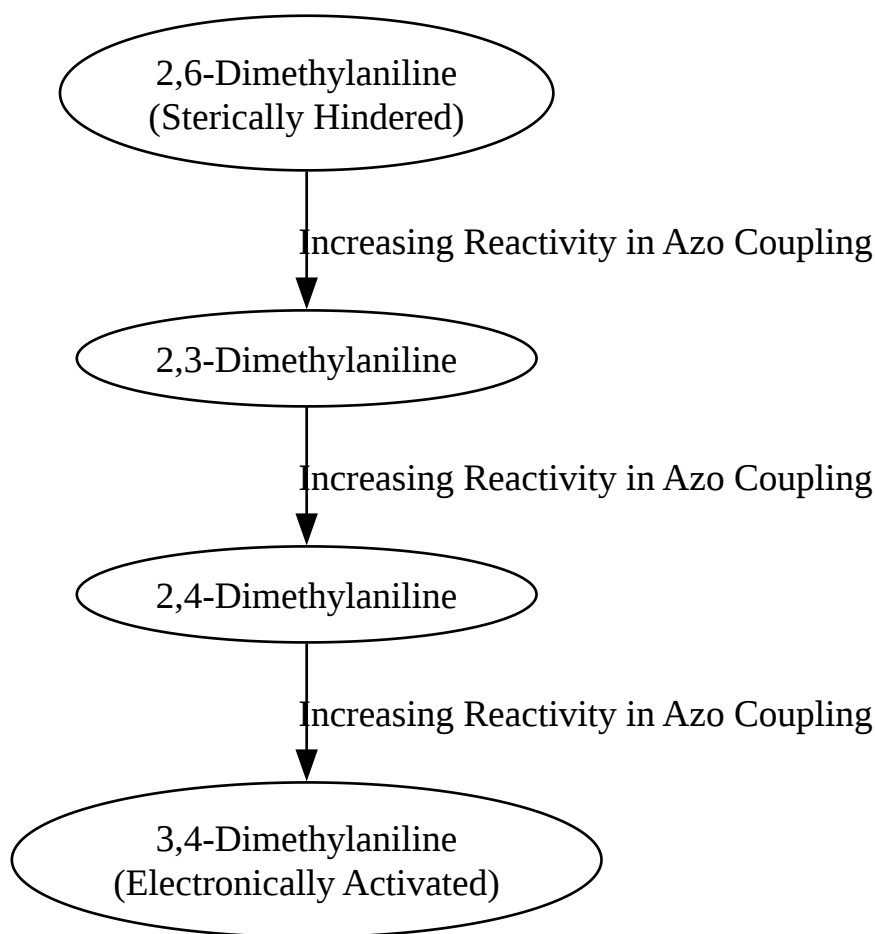 2,6-Dimethylaniline
(Sterically Hindered)
Increasing Reactivity in Azo Coupling
2,3-Dimethylaniline
Increasing Reactivity in Azo Coupling
2,4-Dimethylaniline
Increasing Reactivity in Azo Coupling
3,4-Dimethylaniline
(Electronically Activated)